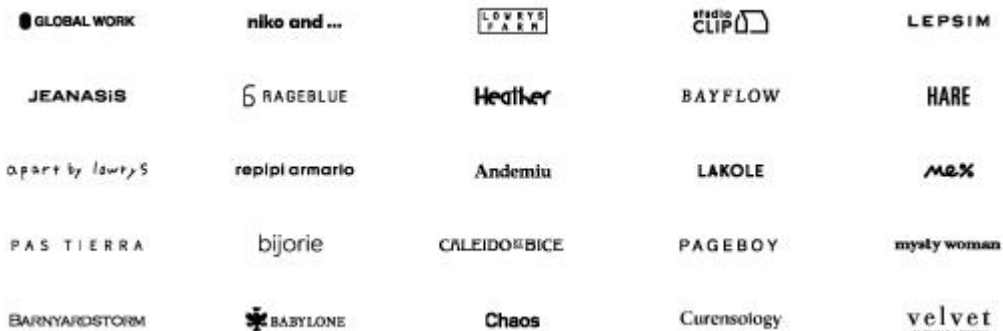 GLOBAL WORK
niko and ...
LOWRYS
FARM
studio
CLIP
LEPSIM
JEANASiS
RAGEBLUE
Heather
BAYFLOW
HARE
apart by lowrys
repipi armario
Andemiu
LAKOLE
PAS TIERRA
bijorie
CALEIDO ET BICE
PAGEBOY
mysty woman
BARNYARDSTORM
BABYLONE
Chaos
Curensology
velvet